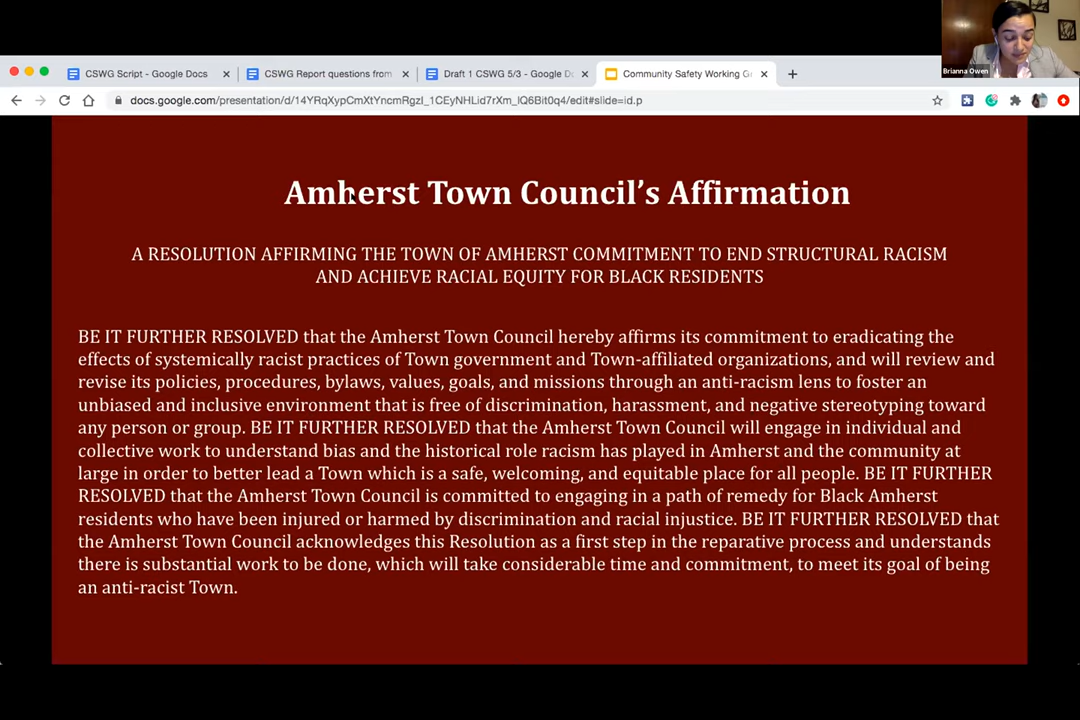 Brianna Owen
CSWG Script - Google Docs
CSWG Report questions from
Draft 1 CSWG 5/3 - Google Dc
Community Safety Working Gr
docs.google.com/presentation/d/14YRqXypCmXtYncmRgzI_1CEyNHLid7rXm_lQ6Bit0q4/edit#slide=id.p
Amherst Town Council’s Affirmation
A RESOLUTION AFFIRMING THE TOWN OF AMHERST COMMITMENT TO END STRUCTURAL RACISM
AND ACHIEVE RACIAL EQUITY FOR BLACK RESIDENTS
BE IT FURTHER RESOLVED that the Amherst Town Council hereby affirms its commitment to eradicating the
effects of systemically racist practices of Town government and Town-affiliated organizations, and will review and
revise its policies, procedures, bylaws, values, goals, and missions through an anti-racism lens to foster an
unbiased and inclusive environment that is free of discrimination, harassment, and negative stereotyping toward
any person or group. BE IT FURTHER RESOLVED that the Amherst Town Council will engage in individual and
collective work to understand bias and the historical role racism has played in Amherst and the community at
large in order to better lead a Town which is a safe, welcoming, and equitable place for all people. BE IT FURTHER
RESOLVED that the Amherst Town Council is committed to engaging in a path of remedy for Black Amherst
residents who have been injured or harmed by discrimination and racial injustice. BE IT FURTHER RESOLVED that
the Amherst Town Council acknowledges this Resolution as a first step in the reparative process and understands
there is substantial work to be done, which will take considerable time and commitment, to meet its goal of being
an anti-racist Town.